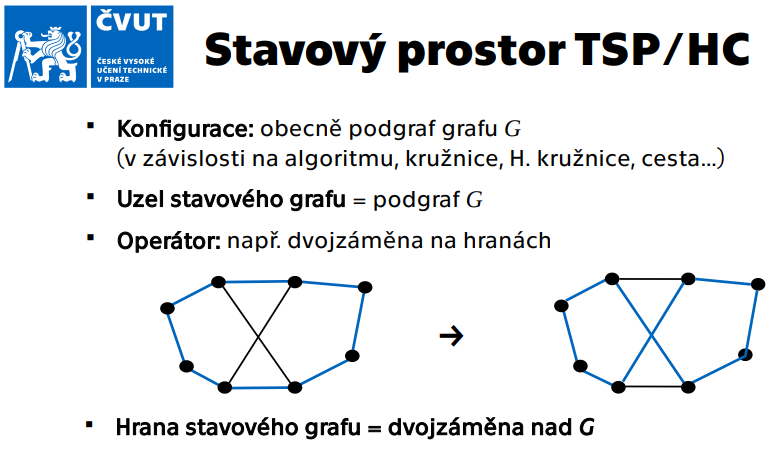 ČVUT
ČESKÉ VYSOKÉ
UČENÍ TECHNICKÉ
V PRAZE
Stavový prostor TSP/HC
▪ Konfigurace: obecně podgraf grafu G
(v závislosti na algoritmu, kružnice, H. kružnice, cesta...)
▪ Uzel stavového grafu = podgraf G
▪ Operátor: např. dvojzáměna na hranách
→
▪ Hrana stavového grafu = dvojzáměna nad G